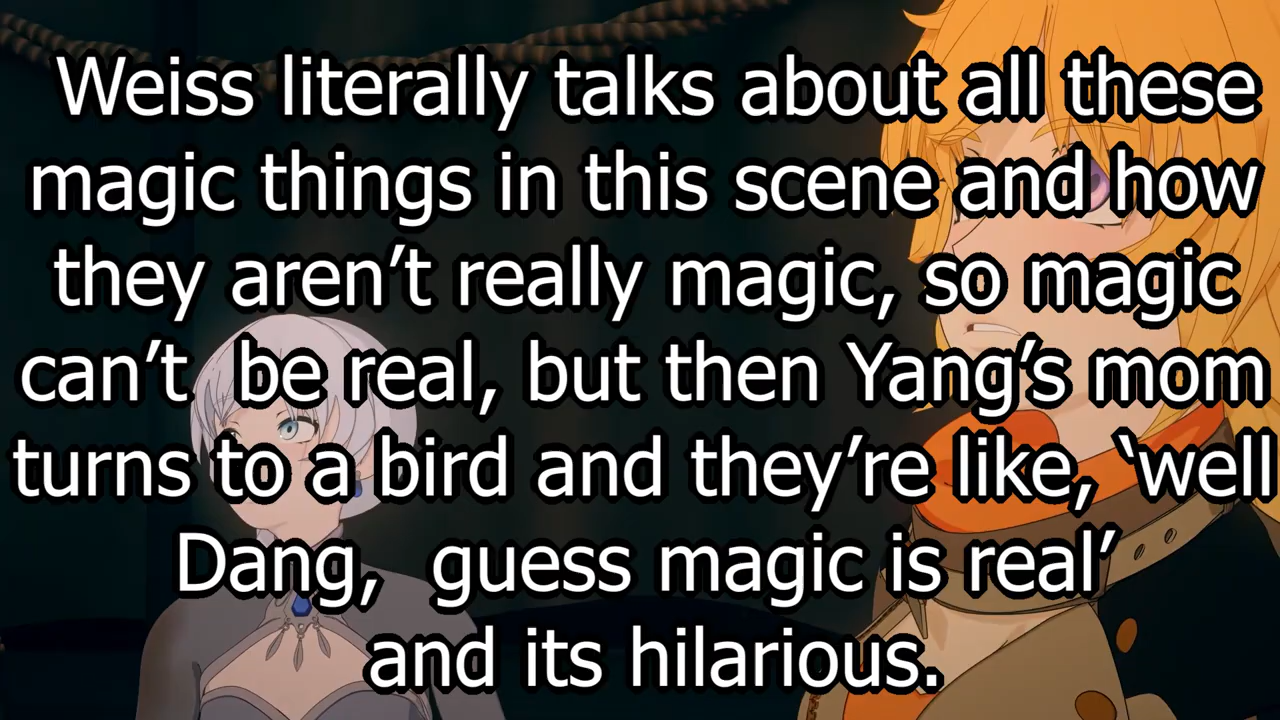 Weiss literally talks about all these
magic things in this scene and how
they aren’t really magic, so magic
can’t  be real, but then Yang’s mom
turns to a bird and they’re like, ‘well
Dang,  guess magic is real’
and its hilarious.